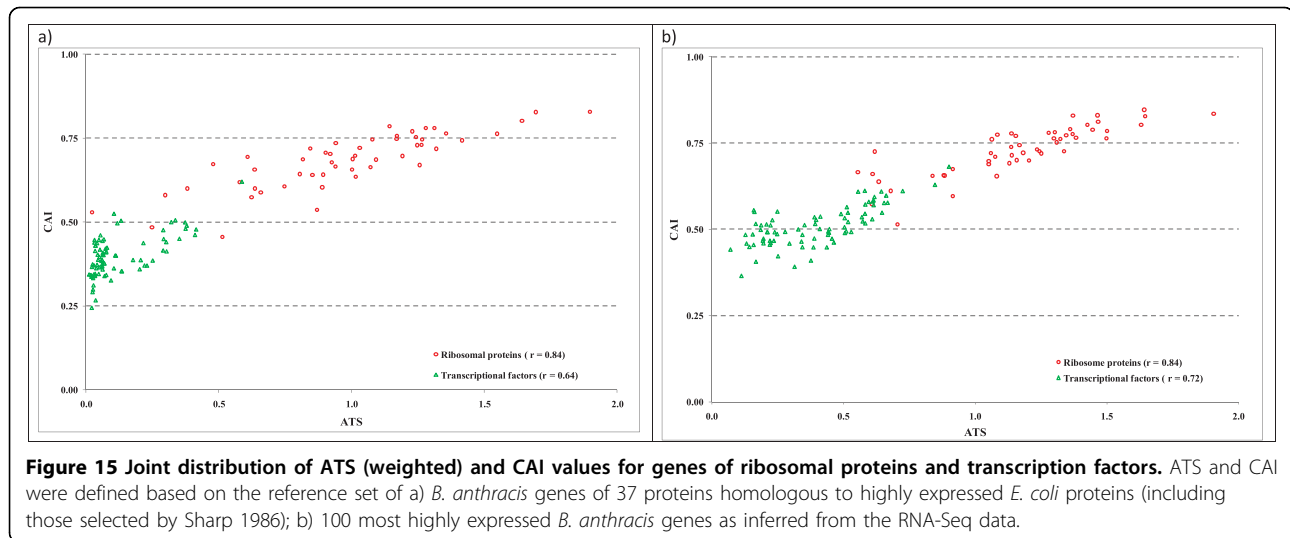 a)
1.00
0.75
CAI
0.50
0.25
0.00
0.0
0.5
1.0
1.5
2.0
ATS
Ribosomal proteins ( r = 0.84)
Transcriptional factors (r = 0.64)
b)
1.00
0.75
CAI
0.50
0.25
0.00
0.0
0.5
1.0
1.5
2.0
ATS
Ribosome proteins (r = 0.84)
Transcriptional factors ( r = 0.72)
Figure 15 Joint distribution of ATS (weighted) and CAI values for genes of ribosomal proteins and transcription factors. ATS and CAI
were defined based on the reference set of a) B. anthracis genes of 37 proteins homologous to highly expressed E. coli proteins (including
those selected by Sharp 1986); b) 100 most highly expressed B. anthracis genes as inferred from the RNA-Seq data.